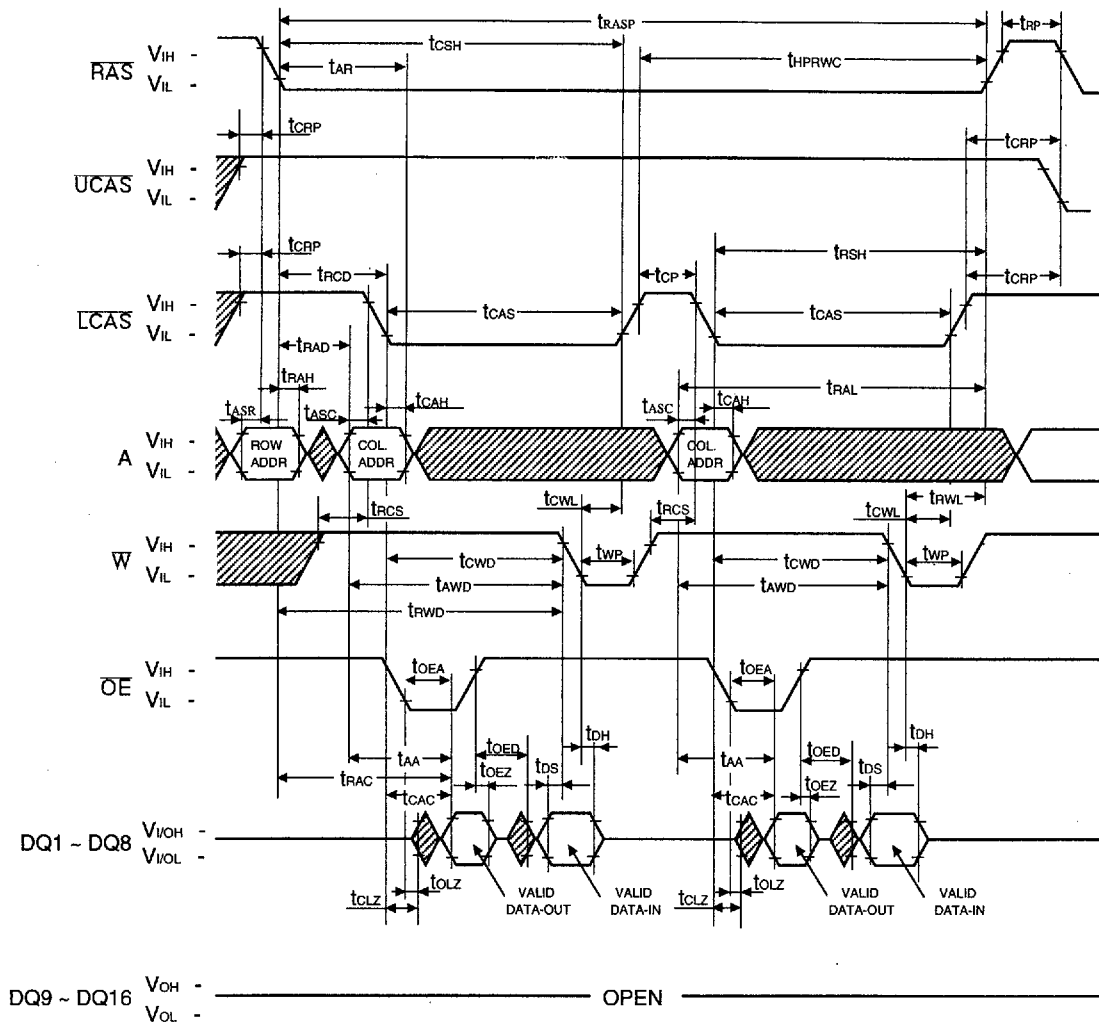 tRASP
tRP
tCSH
tHPRWC
tAR
RAS
VIH -
VIL -
tCRP
tCRP
UCAS
VIH -
VIL -
tCRP
tRCD
tCP
tRSH
tCRP
LCAS
VIH -
VIL -
tCAS
tCAS
tRAD
tRAH
tRAL
tASR
tASC
tCAH
tASC
tCAH
A
VIH -
VIL -
ROW ADDR
COL. ADDR
COL. ADDR
tRCS
tCWL
tRCS
tCWL
tRWL
W
VIH -
VIL -
tCWD
tWP
tCWD
tWP
tAWD
tAWD
tRWD
OE
VIH -
VIL -
tOEA
tOEA
tDH
tDH
tAA
tOED
tAA
tOED
tRAC
tOEZ
tDS
tOEZ
tDS
tCAC
tCAC
DQ1 ~ DQ8
VI/OH -
VI/OL -
tOLZ
tOLZ
tCLZ
tCLZ
VALID DATA-OUT
VALID DATA-IN
VALID DATA-OUT
VALID DATA-IN
DQ9 ~ DQ16
VOH -
VOL -
OPEN